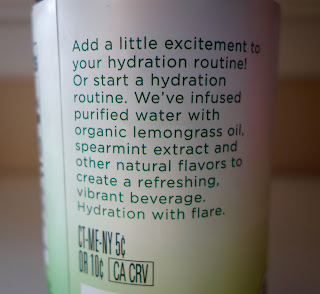 Add a little excitement to
your hydration routine!
Or start a hydration
routine. We've infused
purified water with
organic lemongrass oil,
spearmint extract and
other natural flavors to
create a refreshing,
vibrant beverage.
Hydration with flare.
CT-ME-NY 5¢
OR 10¢ CA CRV